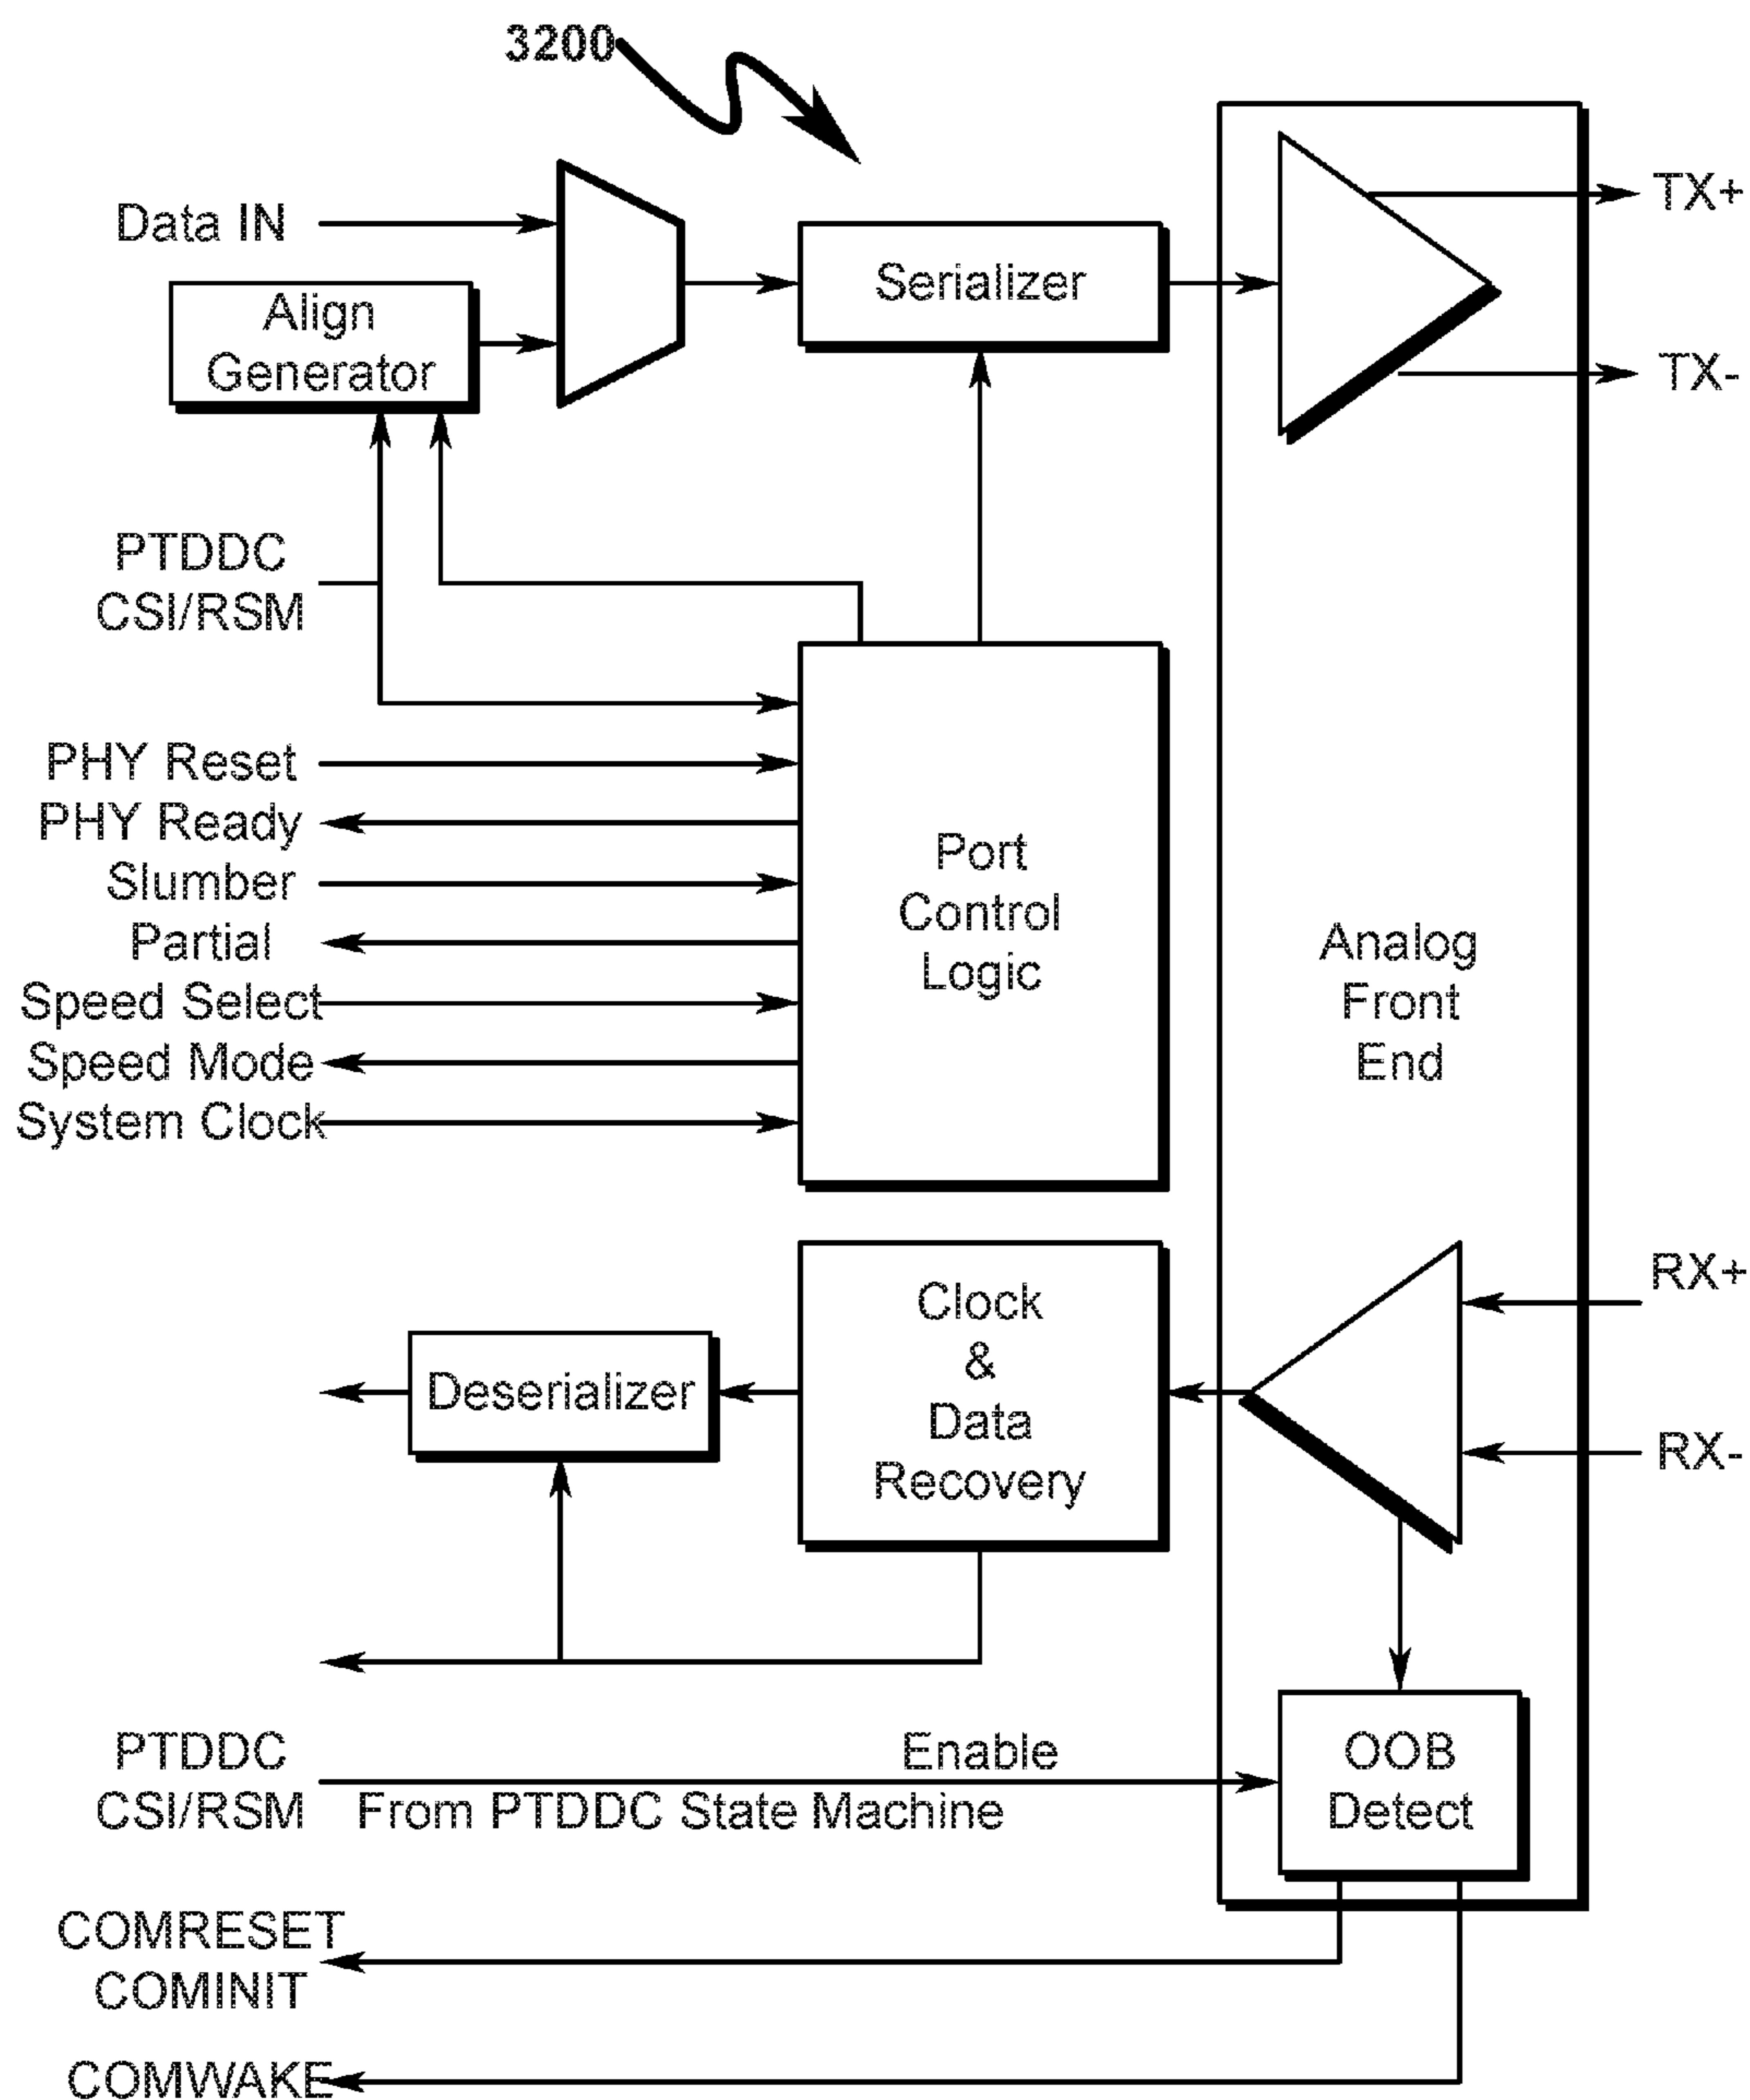 3200
Data IN
Align
Generator
Serializer
TX+
TX-
PTDDC
CSI/RSM
PHY Reset
PHY Ready
Slumber
Partial
Speed Select
Speed Mode
System Clock
Port
Control
Logic
Analog
Front
End
Clock
&
Data
Recovery
Deserializer
RX+
RX-
PTDDC
CSI/RSM
Enable
From PTDDC State Machine
OOB
Detect
COMRESET
COMINIT
COMWAKE